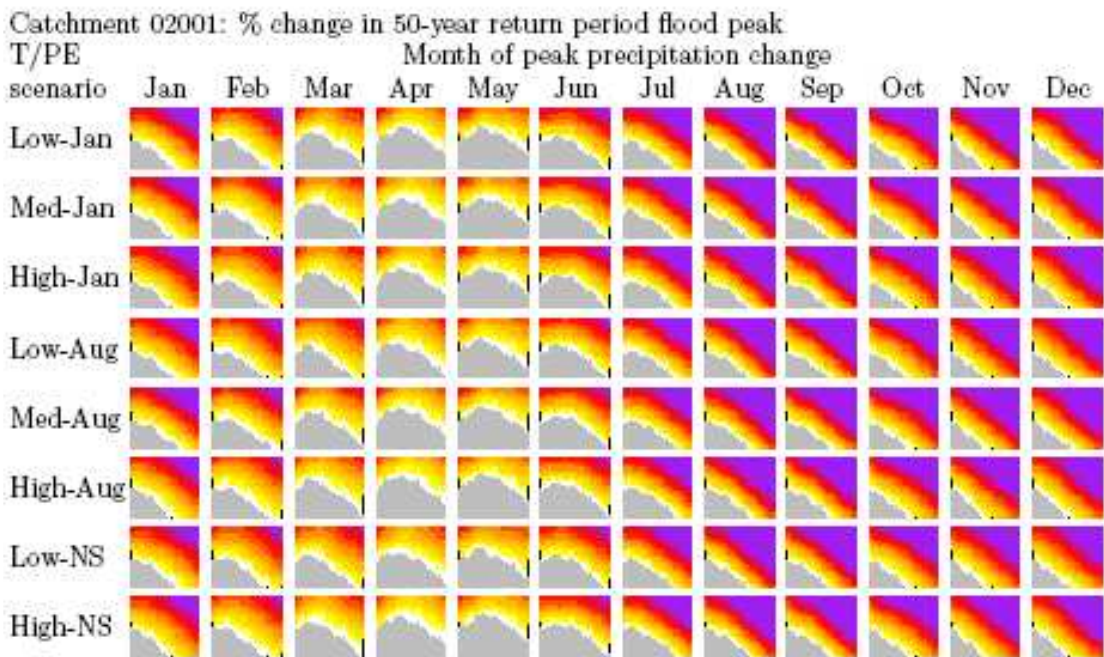 Catchment 02001: % change in 50-year return period flood peak
T/PE Month of peak precipitation change
scenario Jan Feb Mar Apr May Jun Jul Aug Sep Oct Nov Dec
Low-Jan
Med-Jan
High-Jan
Low-Aug
Med-Aug
High-Aug
Low-NS
High-NS